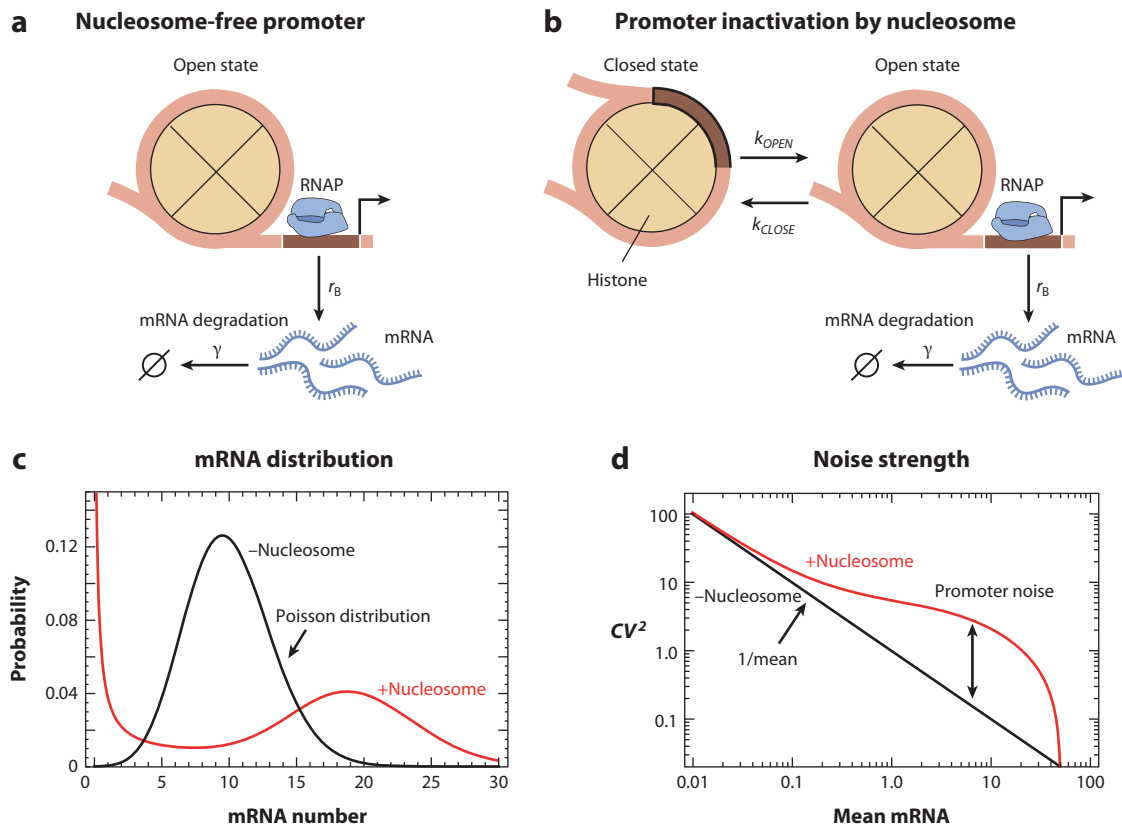 a Nucleosome-free promoter
Open state
RNAP
r_B
mRNA degradation
mRNA
γ
∅
b Promoter inactivation by nucleosome
Closed state
Open state
k_OPEN
k_CLOSE
RNAP
Histone
r_B
mRNA degradation
mRNA
γ
∅
c mRNA distribution
Probability
0.12
0.08
0.04
0
–Nucleosome
Poisson distribution
+Nucleosome
0 5 10 15 20 25 30
mRNA number
d Noise strength
CV²
100
10
1.0
0.1
+Nucleosome
–Nucleosome
Promoter noise
1/mean
0.01 0.1 1.0 10 100
Mean mRNA